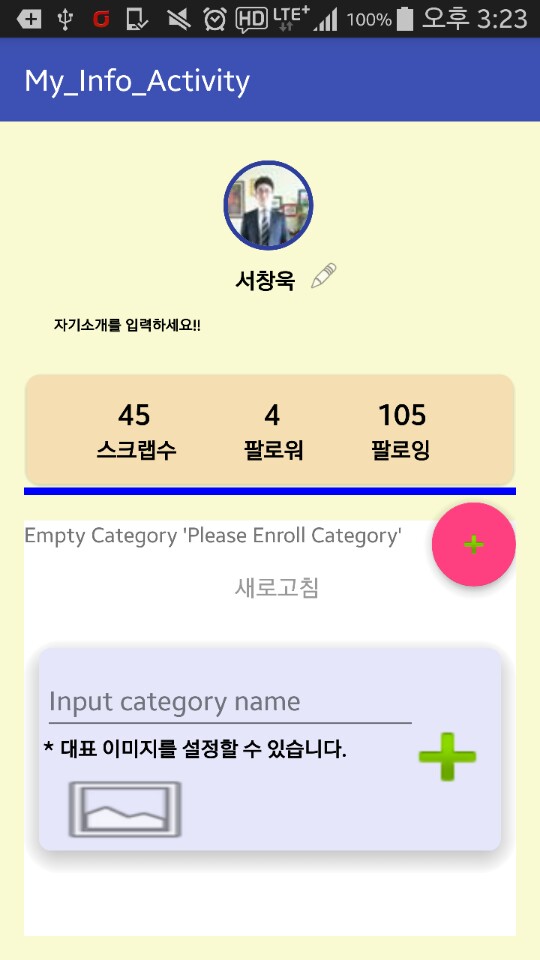 HD LTE+ 100% 오후 3:23
My_Info_Activity
서창욱
자기소개를 입력하세요!!
45 4 105
스크랩수 팔로워 팔로잉
Empty Category 'Please Enroll Category'
새로고침
Input category name
* 대표 이미지를 설정할 수 있습니다.